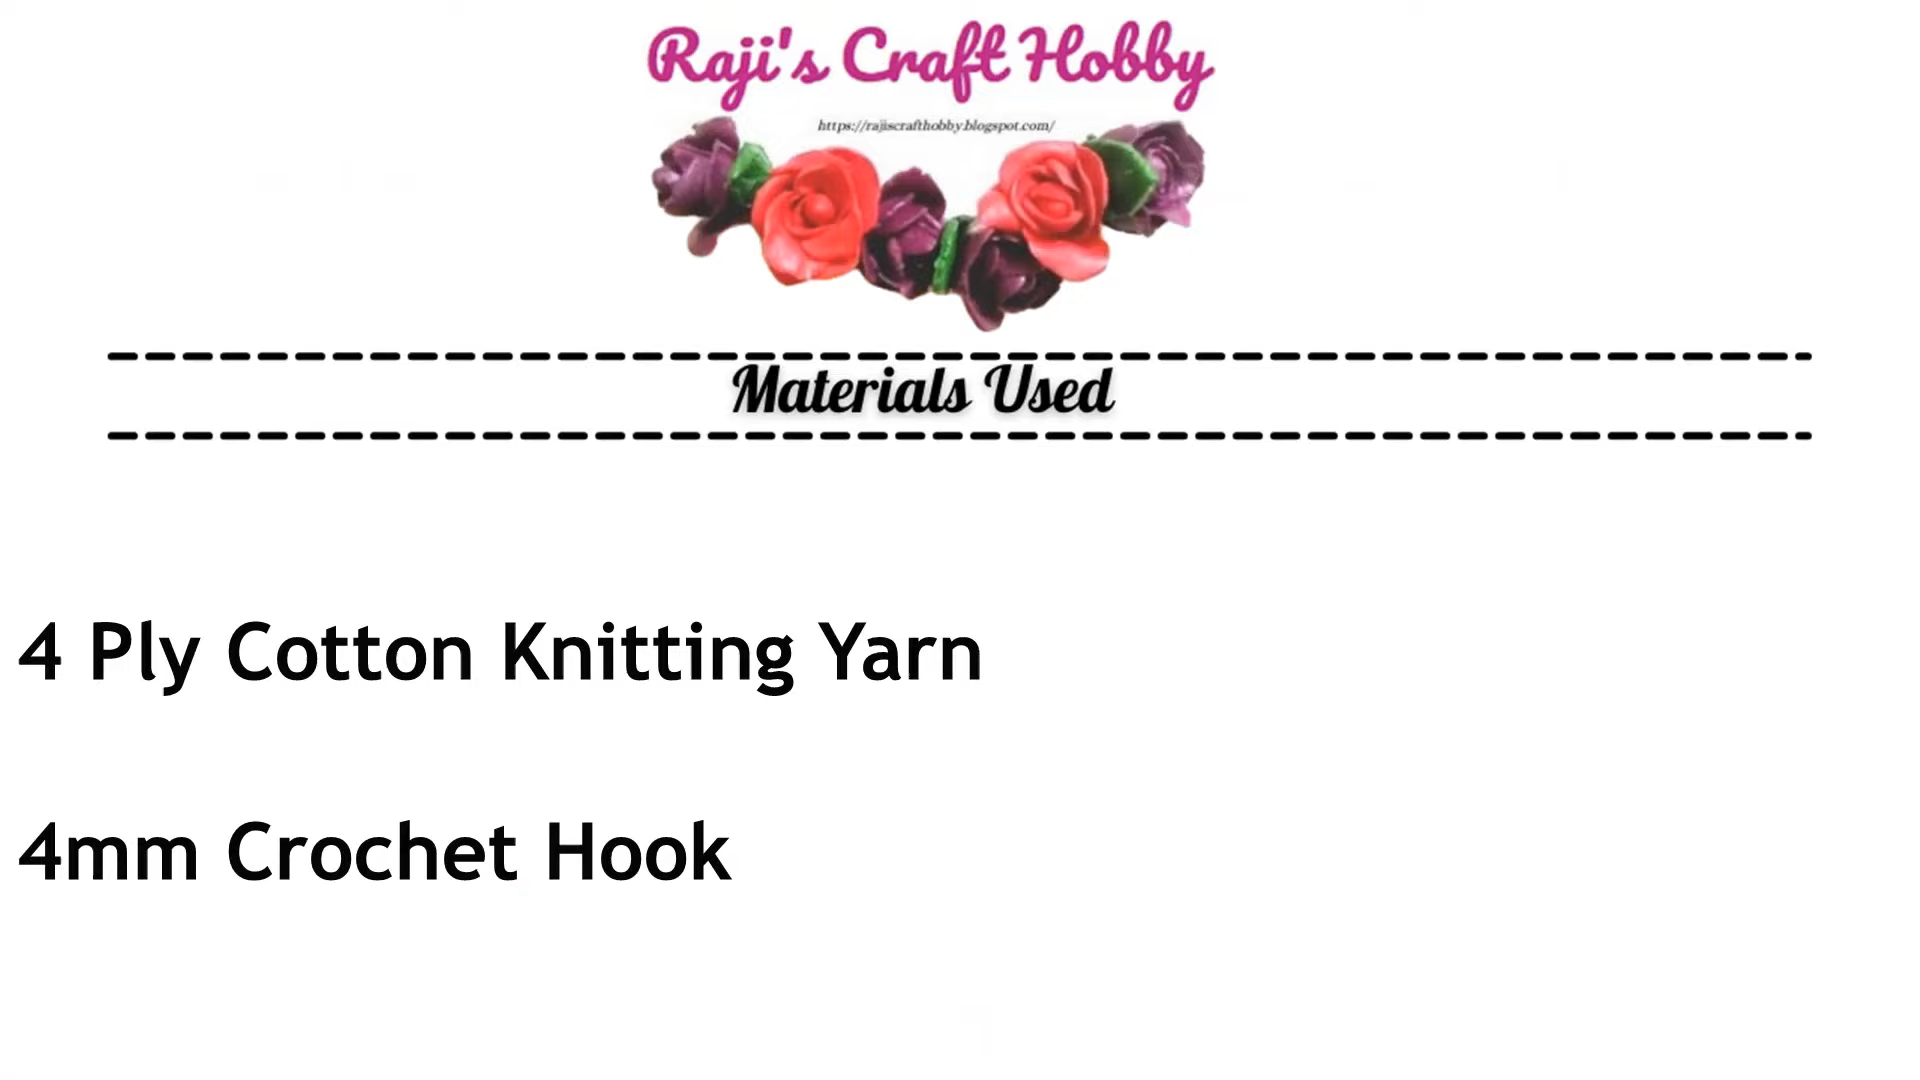 Raji's Craft Hobby
https://rajiscrafthobby.blogspot.com/
Materials Used
4 Ply Cotton Knitting Yarn
4mm Crochet Hook